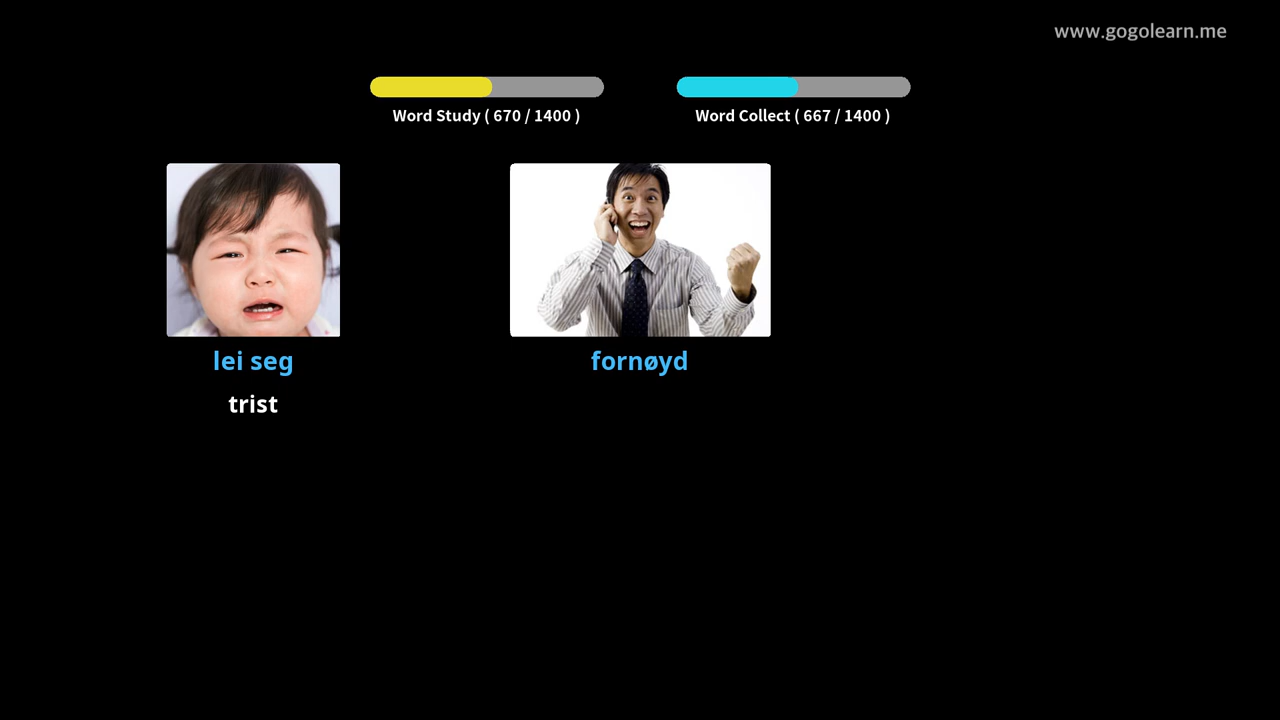 www.gogolearn.me
Word Study ( 670 / 1400 )
Word Collect ( 667 / 1400 )
lei seg
fornøyd
trist